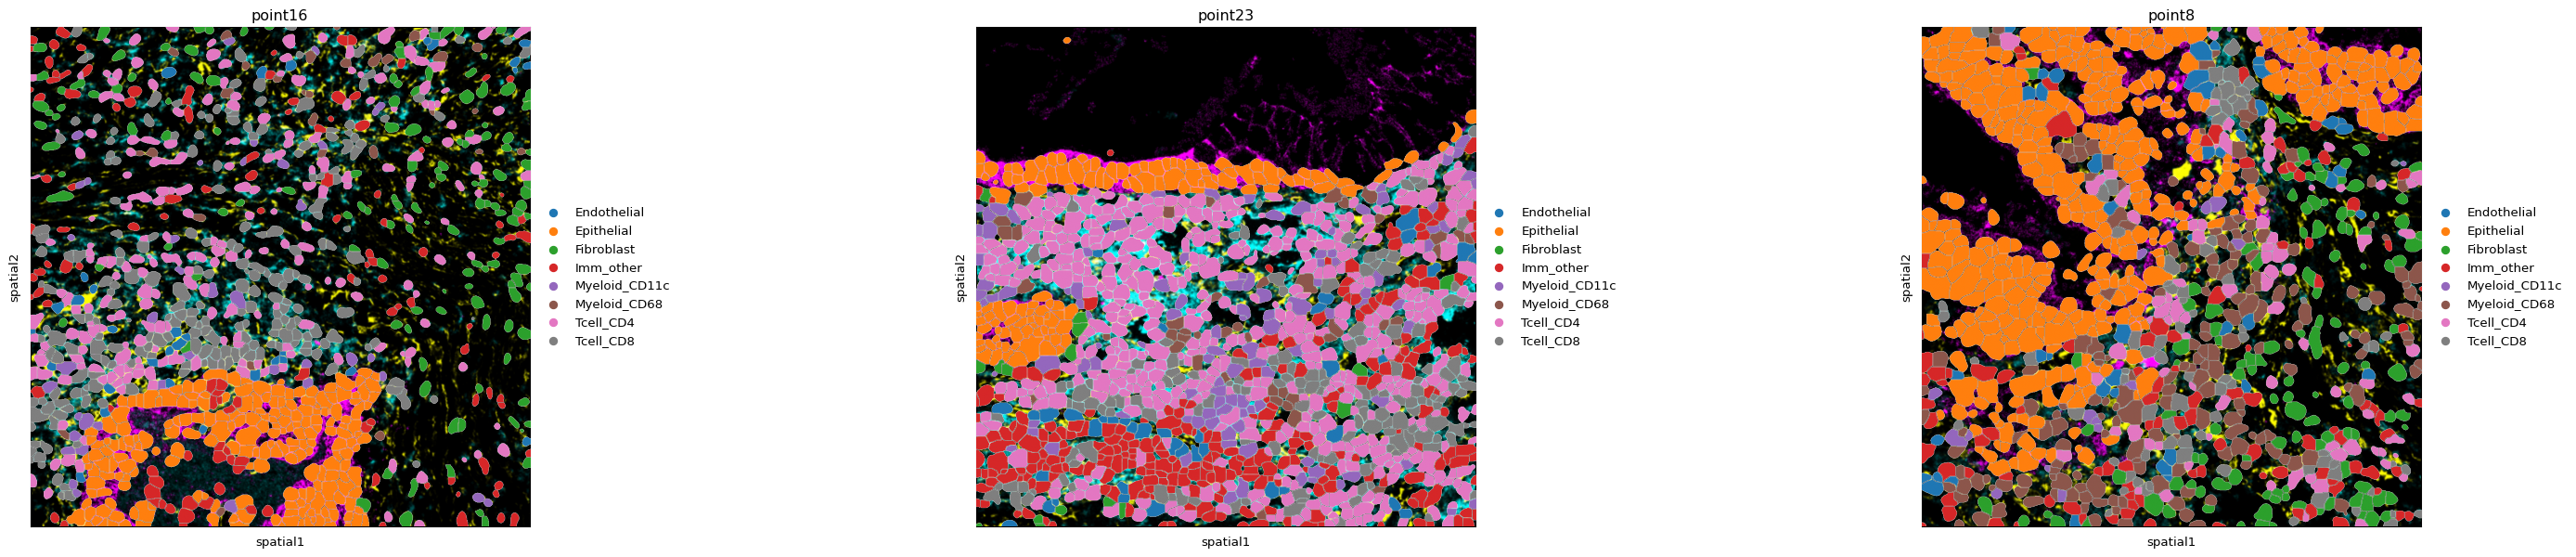 point16
spatial2
spatial1
Endothelial
Epithelial
Fibroblast
Imm_other
Myeloid_CD11c
Myeloid_CD68
Tcell_CD4
Tcell_CD8
point23
spatial2
spatial1
Endothelial
Epithelial
Fibroblast
Imm_other
Myeloid_CD11c
Myeloid_CD68
Tcell_CD4
Tcell_CD8
point8
spatial2
spatial1
Endothelial
Epithelial
Fibroblast
Imm_other
Myeloid_CD11c
Myeloid_CD68
Tcell_CD4
Tcell_CD8